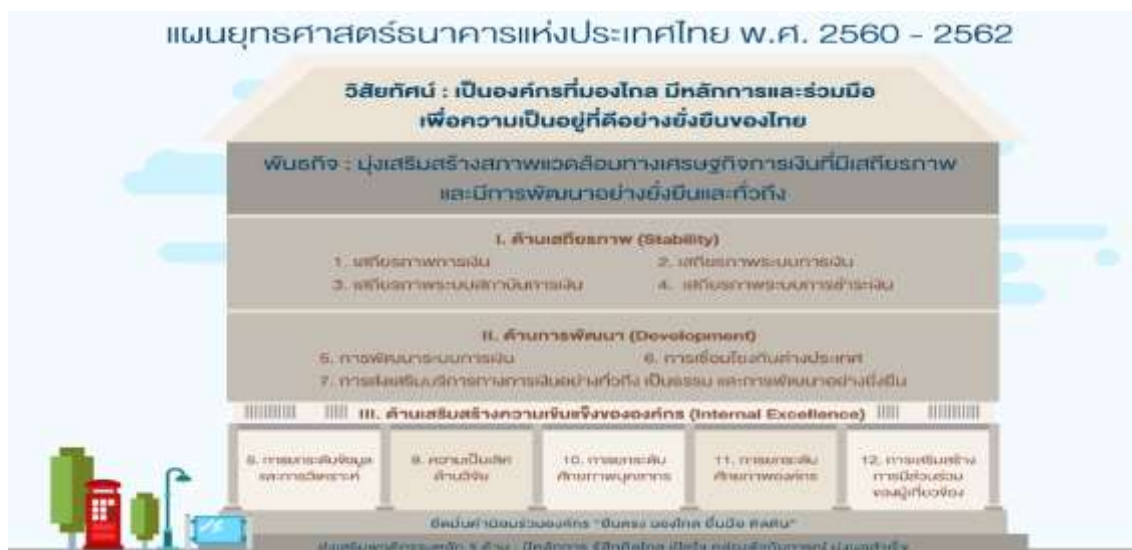 แผนยุทธศาสตร์ธนาคารแห่งประเทศไทย พ.ศ. 2560 - 2562
วิสัยทัศน์ : เป็นองค์กรที่มองไกล มีหลักการและร่วมมือ
เพื่อความเป็นอยู่ที่ดีอย่างยั่งยืนของไทย
พันธกิจ : มุ่งเสริมสร้างสภาพแวดล้อมทางเศรษฐกิจการเงินที่มีเสถียรภาพ
และมีการพัฒนาอย่างยั่งยืนและทั่วถึง
I. ด้านเสถียรภาพ (Stability)
1. เสถียรภาพการเงิน 2. เสถียรภาพระบบการเงิน
3. เสถียรภาพระบบสถาบันการเงิน 4. เสถียรภาพระบบการชำระเงิน
II. ด้านการพัฒนา (Development)
5. การพัฒนาระบบการเงิน 6. การเชื่อมโยงกับต่างประเทศ
7. การส่งเสริมบริการทางการเงินอย่างทั่วถึง เป็นธรรม และการพัฒนาอย่างยั่งยืน
III. ด้านเสริมสร้างความเข้มแข็งขององค์กร (Internal Excellence)
8. การยกระดับข้อมูล
และการวิเคราะห์
9. ความเป็นเลิศ
ด้านวิจัย
10. การยกระดับ
ศักยภาพบุคลากร
11. การยกระดับ
ศักยภาพองค์กร
12. การเสริมสร้าง
การมีส่วนร่วม
ของผู้เกี่ยวข้อง
ยึดมั่นค่านิยมร่วมองค์กร "ยืนตรง มองไกล ยื่นมือ ติดดิน"